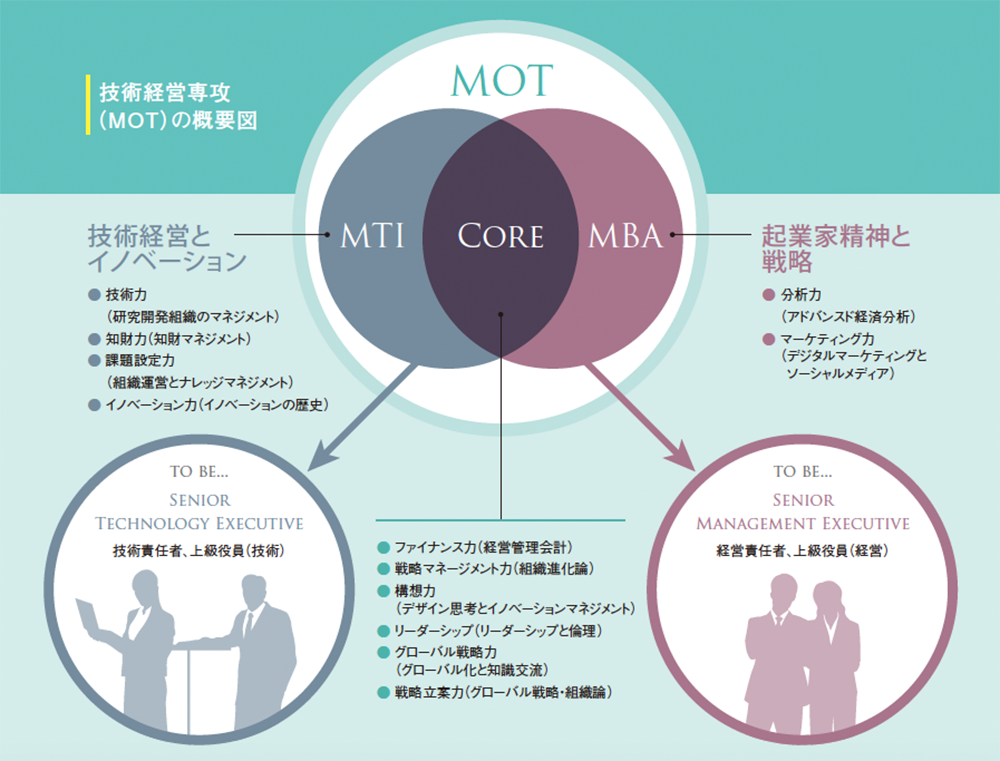 技術経営専攻
（MOT）の概要図
MOT
MTI
CORE
MBA
技術経営と
イノベーション
● 技術力
（研究開発組織のマネジメント）
● 知財力（知財マネジメント）
● 課題設定力
（組織運営とナレッジマネジメント）
● イノベーション力（イノベーションの歴史）
起業家精神と
戦略
● 分析力
（アドバンスド経済分析）
● マーケティング力
（デジタルマーケティングと
ソーシャルメディア）
TO BE...
SENIOR
TECHNOLOGY EXECUTIVE
技術責任者、上級役員（技術）
● ファイナンス力（経営管理会計）
● 戦略マネージメント力（組織進化論）
● 構想力
（デザイン思考とイノベーションマネジメント）
● リーダーシップ（リーダーシップと倫理）
● グローバル戦略力
（グローバル化と知識交流）
● 戦略立案力（グローバル戦略・組織論）
TO BE...
SENIOR
MANAGEMENT EXECUTIVE
経営責任者、上級役員（経営）